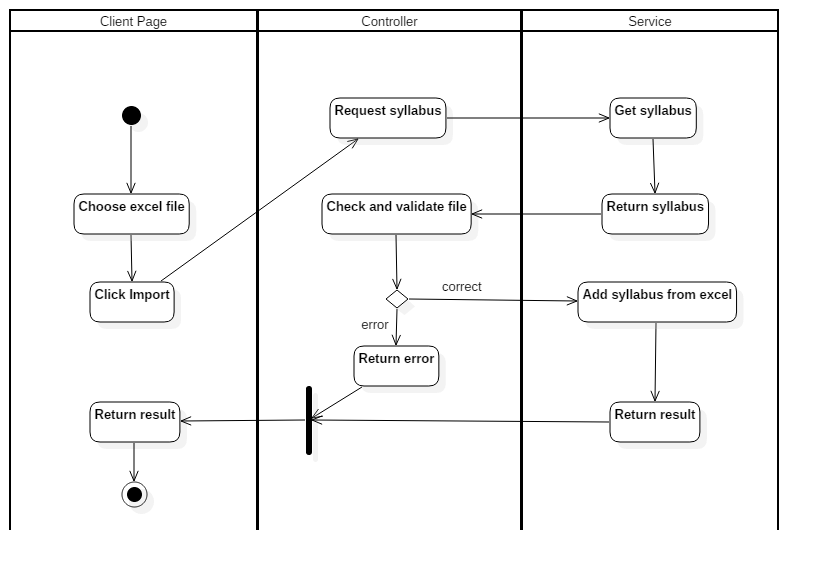 Client Page
Controller
Service
Request syllabus
Get syllabus
Choose excel file
Check and validate file
Return syllabus
Click Import
correct
Add syllabus from excel
error
Return error
Return result
Return result